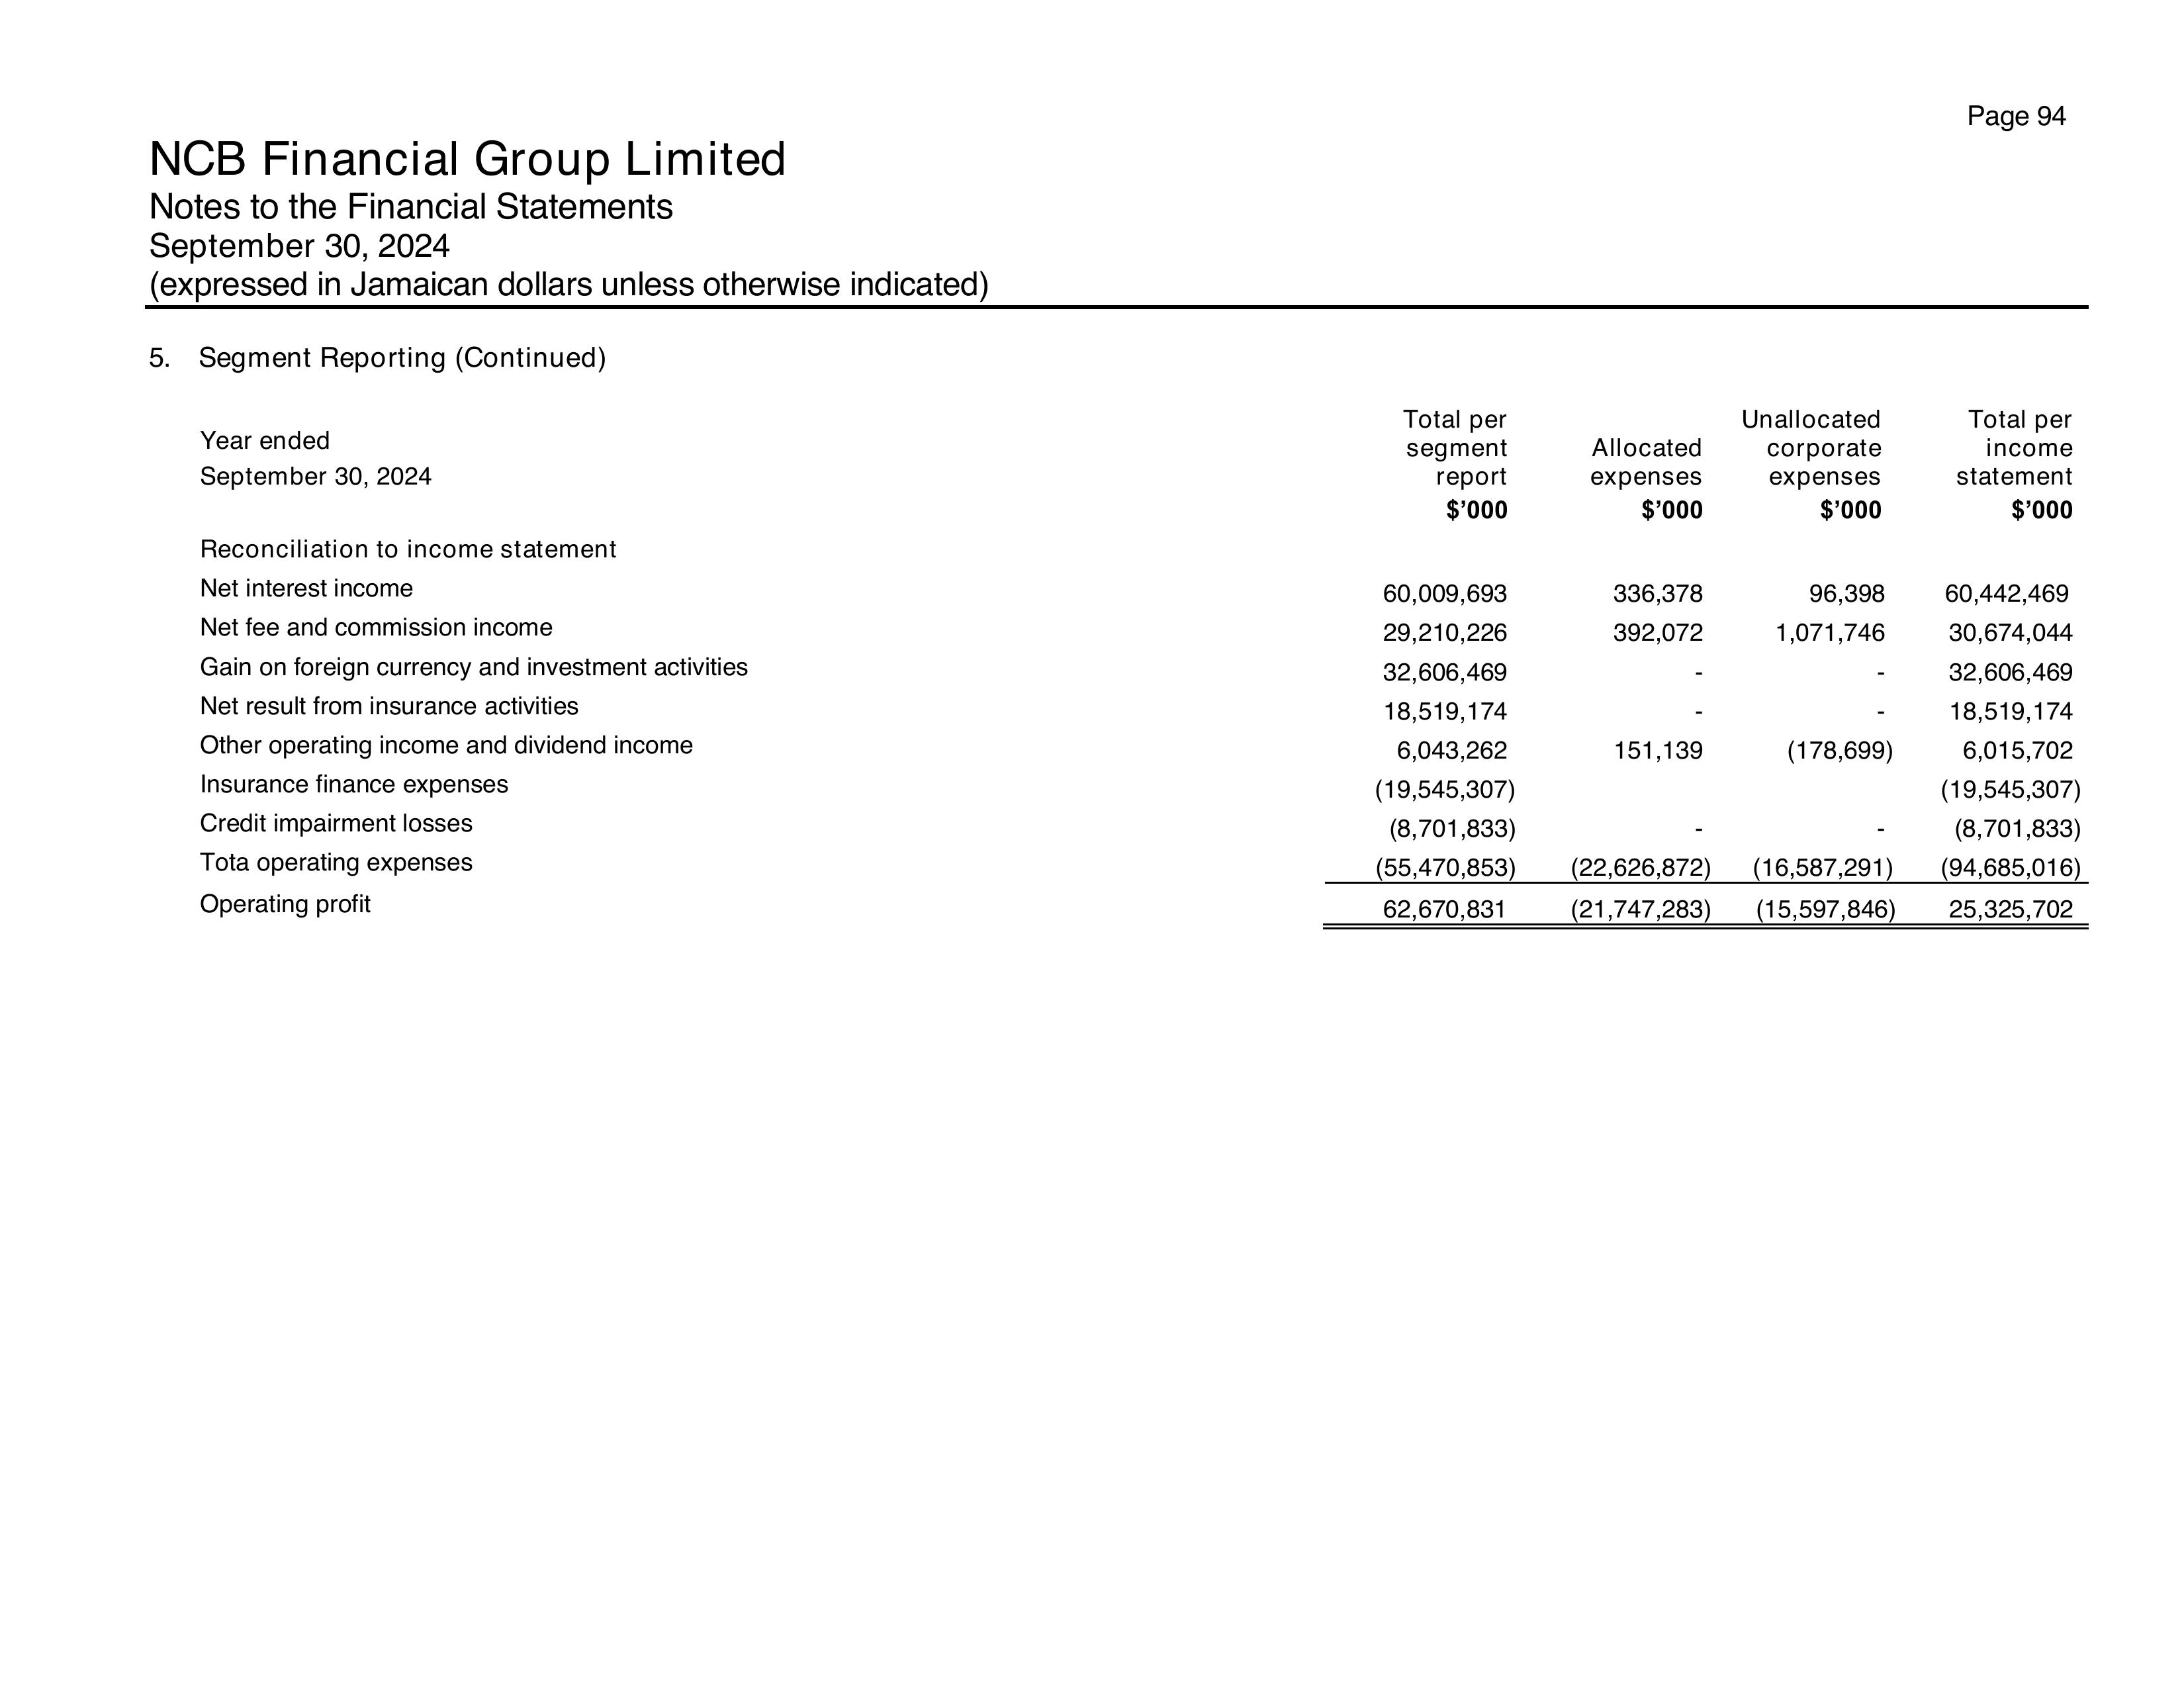 Page 94
NCB Financial Group Limited
Notes to the Financial Statements
September 30, 2024
(expressed in Jamaican dollars unless otherwise indicated)
5. Segment Reporting (Continued)
Total per Unallocated Total per
Year ended segment Allocated corporate income
September 30, 2024 report expenses expenses statement
$’000 $’000 $’000 $’000
Reconciliation to income statement
Net interest income 60,009,693 336,378 96,398 60,442,469
Net fee and commission income 29,210,226 392,072 1,071,746 30,674,044
Gain on foreign currency and investment activities 32,606,469 - - 32,606,469
Net result from insurance activities 18,519,174 - - 18,519,174
Other operating income and dividend income 6,043,262 151,139 (178,699) 6,015,702
Insurance finance expenses (19,545,307) (19,545,307)
Credit impairment losses (8,701,833) - - (8,701,833)
Tota operating expenses (55,470,853) (22,626,872) (16,587,291) (94,685,016)
Operating profit 62,670,831 (21,747,283) (15,597,846) 25,325,702